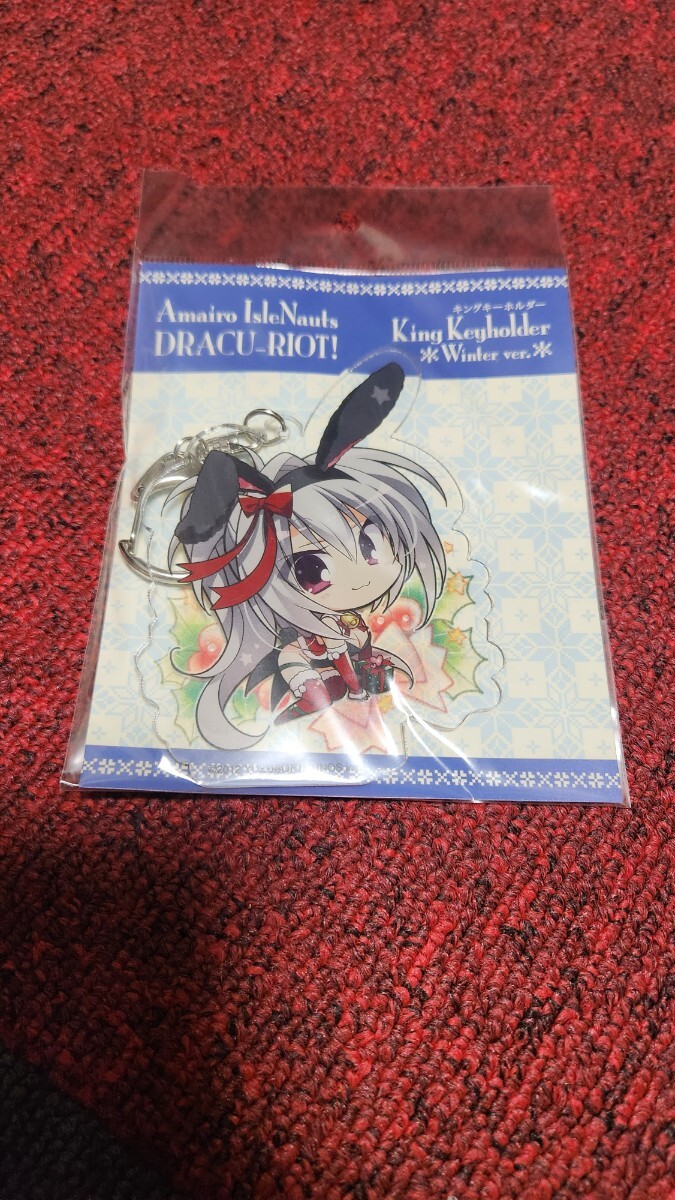 Amairo IsleNauts
DRACU-RIOT!
キングキーホルダー
King Keyholder
＊Winter ver.＊